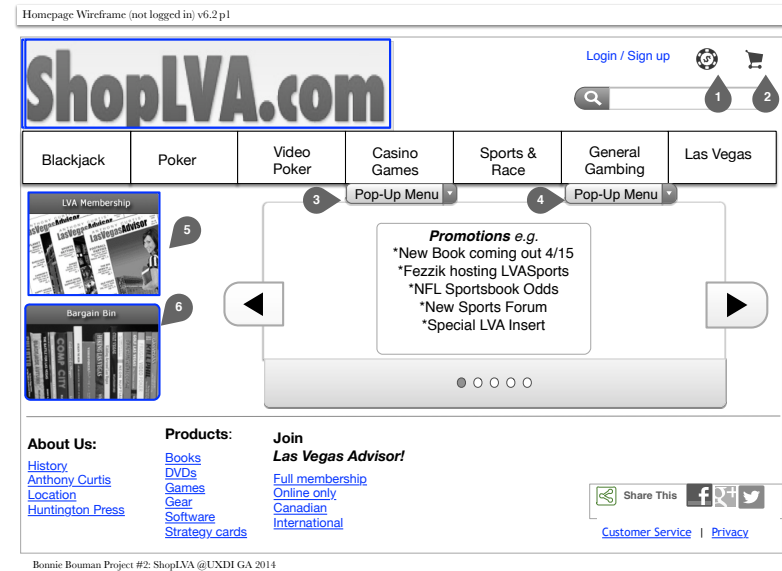 Homepage Wireframe (not logged in) v6.2 p1
ShopLVA.com
Login / Sign up
1
2
Blackjack
Poker
Video
Poker
Casino
Games
Sports &
Race
General
Gambing
Las Vegas
3
Pop-Up Menu
4
Pop-Up Menu
LVA Membership
LasVegasAdvisor
LasVegasAdvisor
5
Promotions e.g.
*New Book coming out 4/15
*Fezzik hosting LVASports
*NFL Sportsbook Odds
*New Sports Forum
*Special LVA Insert
6
Bargain Bin
COMP CITY
About Us:
History
Anthony Curtis
Location
Huntington Press
Products:
Books
DVDs
Games
Gear
Software
Strategy cards
Join
Las Vegas Advisor!
Full membership
Online only
Canadian
International
Share This
Customer Service | Privacy
Bonnie Bouman Project #2: ShopLVA @UXDI GA 2014